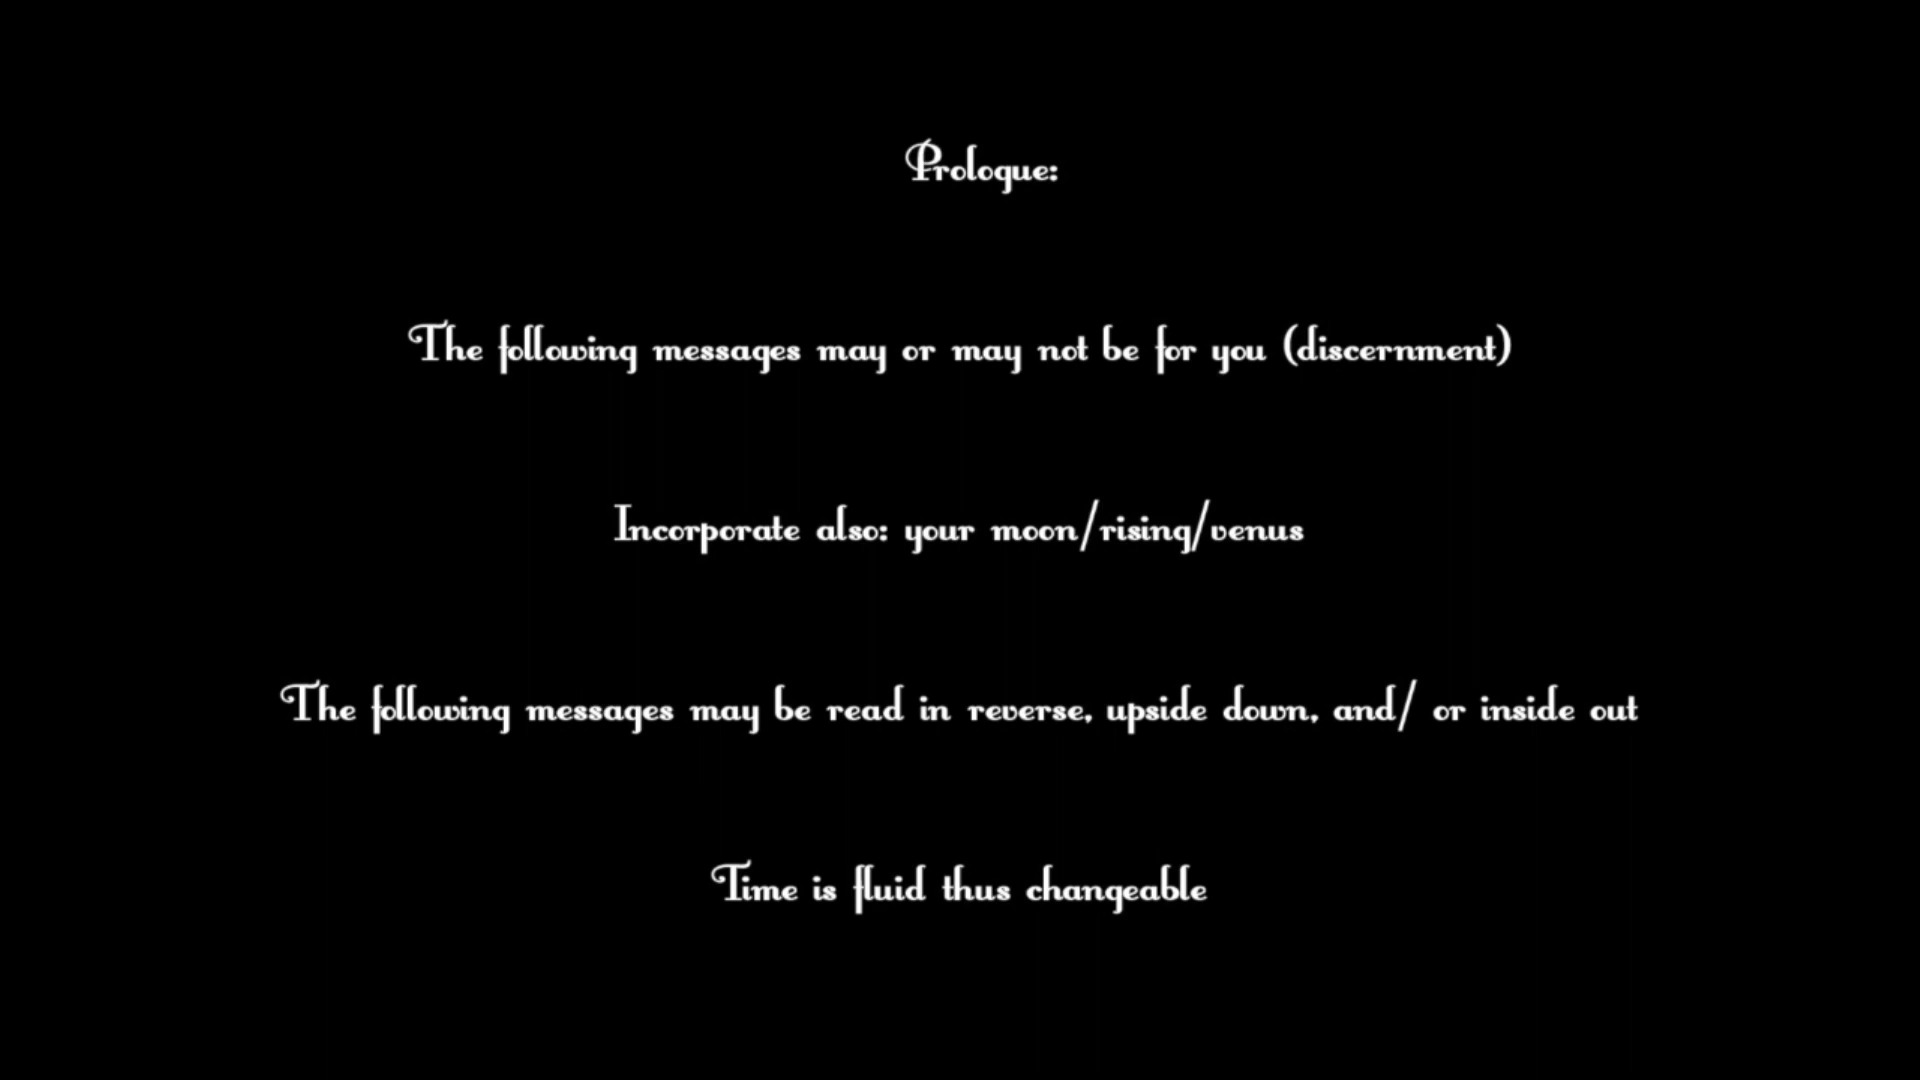 Prologue:
The following messages may or may not be for you (discernment)
Incorporate also: your moon/rising/venus
The following messages may be read in reverse, upside down, and/ or inside out
Time is fluid thus changeable